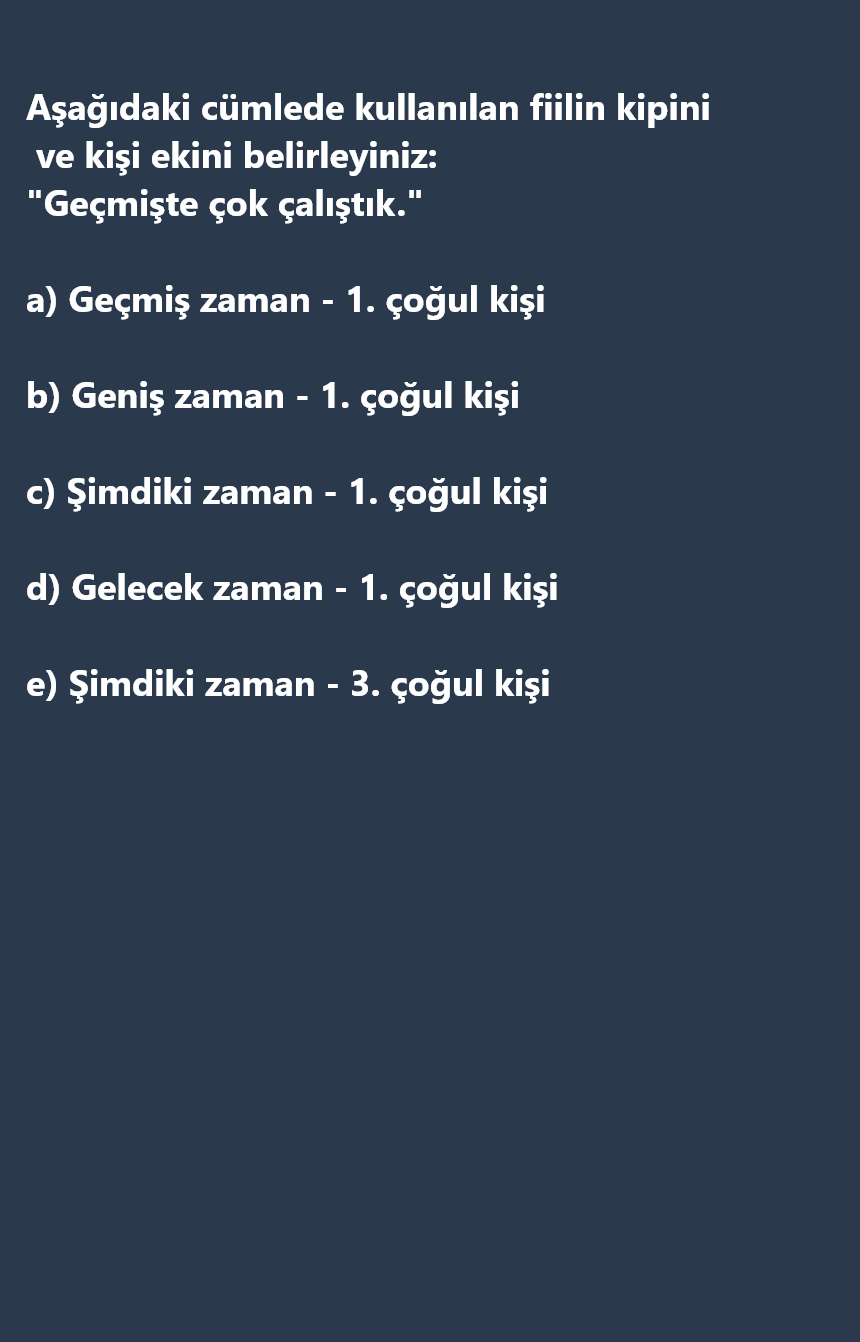 Aşağıdaki cümlede kullanılan fiilin kipini
ve kişi ekini belirleyiniz:
"Geçmişte çok çalıştık."
a) Geçmiş zaman - 1. çoğul kişi
b) Geniş zaman - 1. çoğul kişi
c) Şimdiki zaman - 1. çoğul kişi
d) Gelecek zaman - 1. çoğul kişi
e) Şimdiki zaman - 3. çoğul kişi